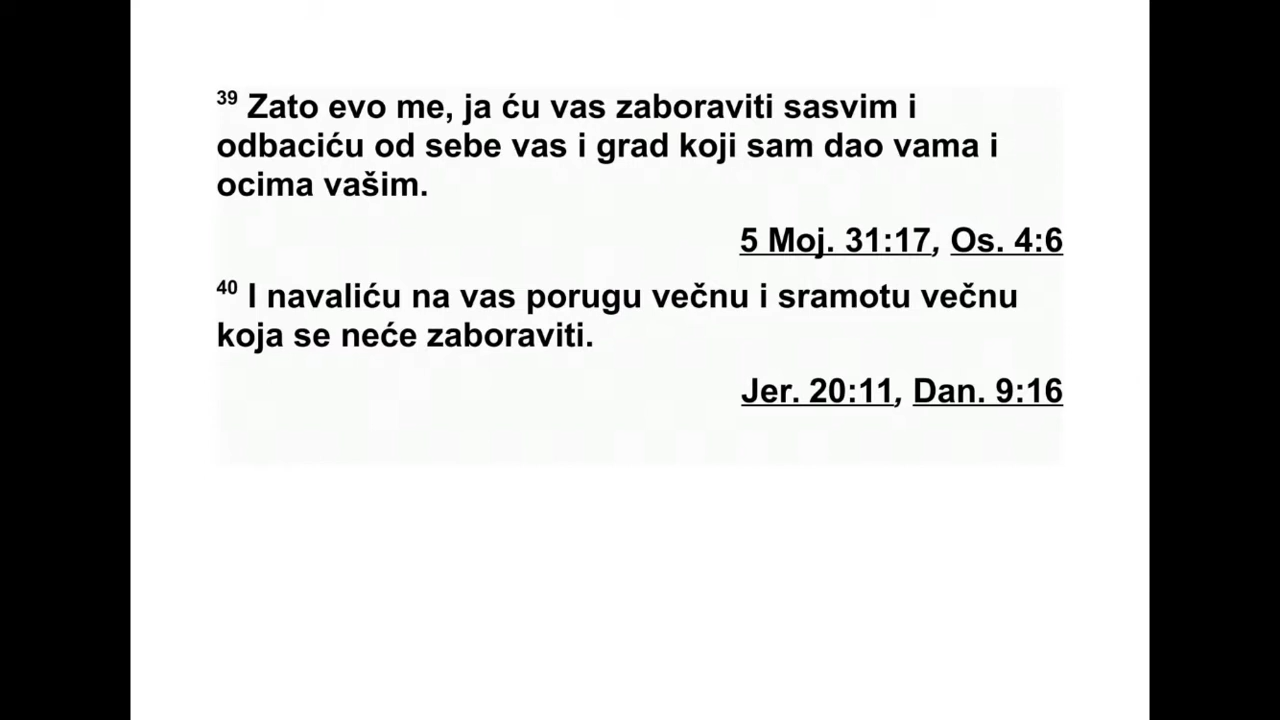 39 Zato evo me, ja ću vas zaboraviti sasvim i
odbaciću od sebe vas i grad koji sam dao vama i
ocima vašim.
5 Moj. 31:17, Os. 4:6
40 I navaliću na vas porugu večnu i sramotu večnu
koja se neće zaboraviti.
Jer. 20:11, Dan. 9:16